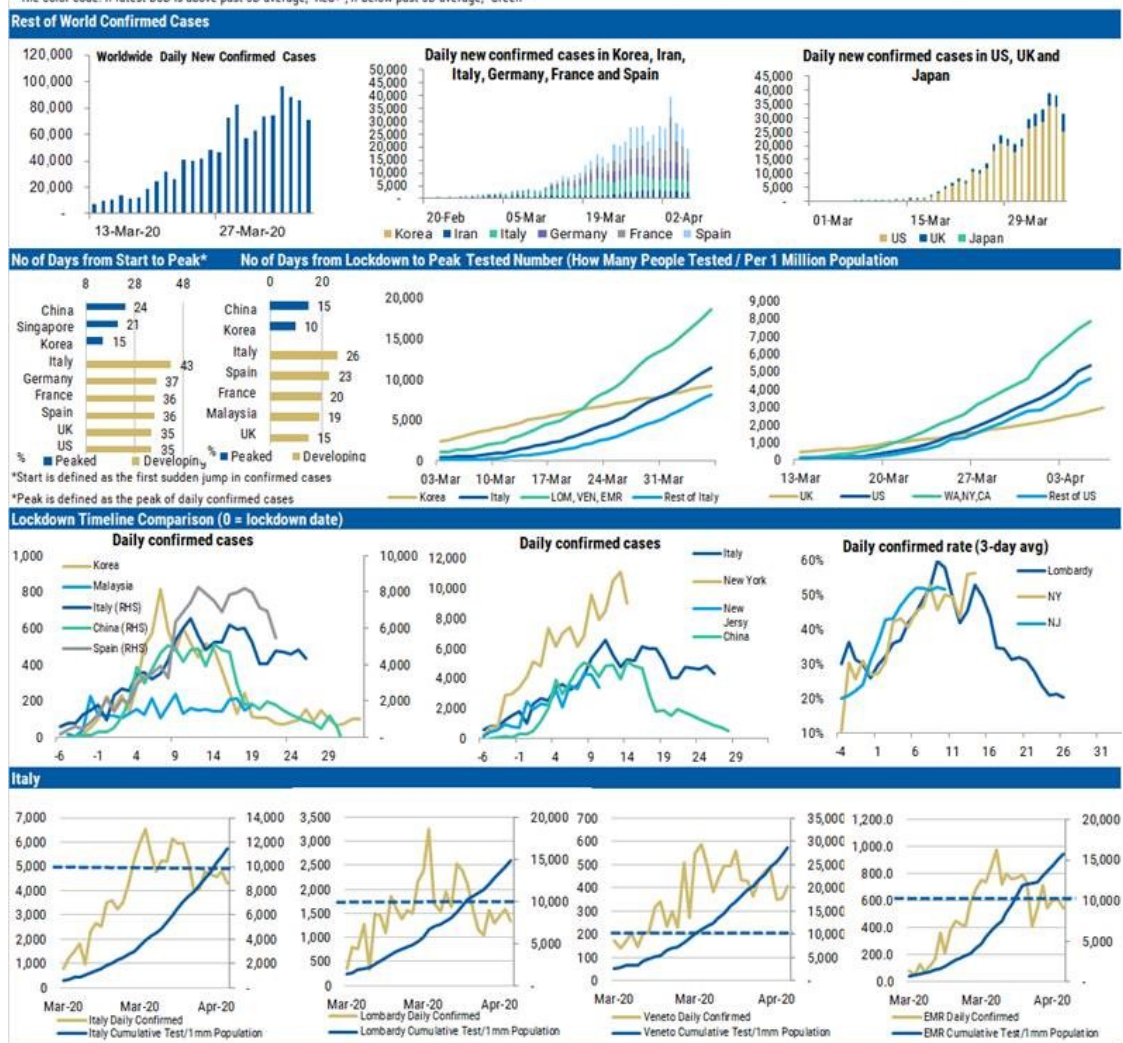 Rest of World Confirmed Cases
Worldwide Daily New Confirmed Cases
120,000
100,000
80,000
60,000
40,000
20,000
-
13-Mar-20 27-Mar-20
Daily new confirmed cases in Korea, Iran,
Italy, Germany, France and Spain
50,000
45,000
40,000
35,000
30,000
25,000
20,000
15,000
10,000
5,000
-
20-Feb 05-Mar 19-Mar 02-Apr
Korea Iran Italy Germany France Spain
Daily new confirmed cases in US, UK and
Japan
45,000
40,000
35,000
30,000
25,000
20,000
15,000
10,000
5,000
-
01-Mar 15-Mar 29-Mar
US UK Japan
No of Days from Start to Peak* No of Days from Lockdown to Peak Tested Number (How Many People Tested / Per 1 Million Population
8 28 48
China 24
Singapore 21
Korea 15
Italy 43
Germany 37
France 36
Spain 36
UK 35
US 35
% Peaked Developing
*Start is defined as the first sudden jump in confirmed cases
*Peak is defined as the peak of daily confirmed cases
0 20
China 15
Korea 10
Italy 26
Spain 23
France 20
Malaysia 19
UK 15
% Peaked Developing
20,000
15,000
10,000
5,000
0
03-Mar 10-Mar 17-Mar 24-Mar 31-Mar
Korea Italy LOM, VEN, EMR Rest of Italy
9,000
8,000
7,000
6,000
5,000
4,000
3,000
2,000
1,000
0
13-Mar 20-Mar 27-Mar 03-Apr
UK US WA,NY,CA Rest of US
Lockdown Timeline Comparison (0 = lockdown date)
Daily confirmed cases
1,000
800
600
400
200
0
Korea
Malaysia
Italy (RHS)
China (RHS)
Spain (RHS)
10,000
8,000
6,000
4,000
2,000
-
-6 -1 4 9 14 19 24 29
Daily confirmed cases
12,000
10,000
8,000
6,000
4,000
2,000
0
Italy
New York
New
Jersy
China
-6 -1 4 9 14 19 24 29
Daily confirmed rate (3-day avg)
60%
50%
40%
30%
20%
10%
Lombardy
NY
NJ
-4 1 6 11 16 21 26 31
Italy
7,000
6,000
5,000
4,000
3,000
2,000
1,000
0
14,000
12,000
10,000
8,000
6,000
4,000
2,000
-
Mar-20 Mar-20 Apr-20
Italy Daily Confirmed
Italy Cumulative Test/1mm Population
3,500
3,000
2,500
2,000
1,500
1,000
500
0
20,000
15,000
10,000
5,000
-
Mar-20 Mar-20 Apr-20
Lombardy Daily Confirmed
Lombardy Cumulative Test/1mm Population
700
600
500
400
300
200
100
0
35,000
30,000
25,000
20,000
15,000
10,000
5,000
-
Mar-20 Mar-20 Apr-20
Veneto Daily Confirmed
Veneto Cumulative Test/1mm Population
1,200.0
1,000.0
800.0
600.0
400.0
200.0
0.0
20,000
15,000
10,000
5,000
-
Mar-20 Mar-20 Apr-20
EMR Daily Confirmed
EMR Cumulative Test/1mm Population